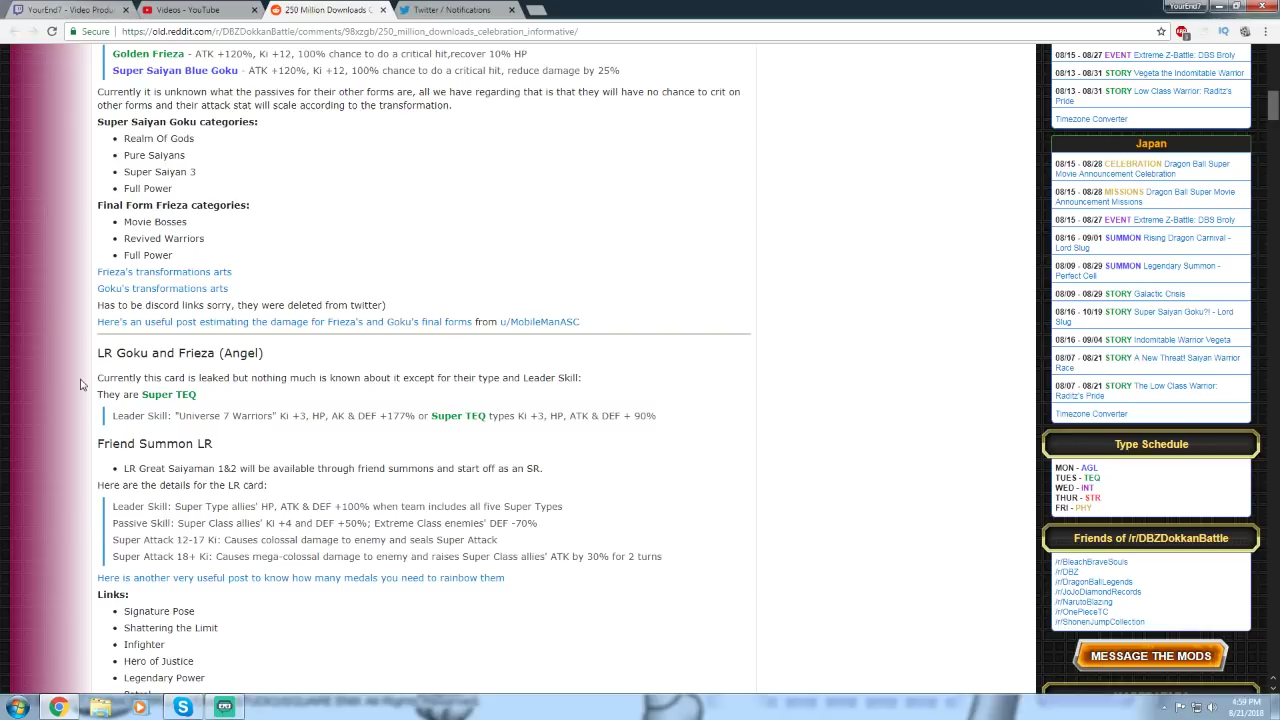 YourEnd7 - Dragonball
Videos - YouTube
250 Million Downloads C
Twitter / Notifications
YourEnd7
Secure
https://old.reddit.com/r/DBZDokkanBattle/comments/98xzgb/250_million_downloads_celebration_informative/
Golden Frieza - ATK +120%, Ki +12, 100% chance to do a critical hit, over 10% HP
Super Saiyan Blue Goku - ATK +120%, Ki +12, 100% chance to do a critical hit, reduce damage by 25%
Currently it is unknown what the passives for their other forms are, all we have regarding that is that they will have no chance to crit on
other forms and their attack stat will scale according to the transformation.
Super Saiyan Goku categories:
Realm Of Gods
Pure Saiyans
Super Saiyan 3
Full Power
Final Form Frieza categories:
Movie Bosses
Revived Warriors
Full Power
Frieza's transformations arts
Goku's transformations arts
Has to be discord links sorry, they were deleted from twitter)
Here's an useful post estimating the damage for Frieza's and Goku's final forms from u/MobileManASC
LR Goku and Frieza (Angel)
Currently this card is leaked but nothing much is known about it except for their type and Leader Skill:
They are Super TEQ
Leader Skill: "Universe 7 Warriors" Ki +3, HP, AK & DEF +177% or Super TEQ types Ki +3, HP, ATK & DEF + 90%
Friend Summon LR
LR Great Saiyaman 1&2 will be available through friend summons and start off as an SR.
Here are the details for the LR card:
Leader Skill: Super Type allies' HP, ATK & DEF +100% when team includes all five Super Types
Passive Skill: Super Class allies' Ki +4 and DEF +50%; Extreme Class enemies' DEF -70%
Super Attack 12-17 Ki: Causes colossal damage to enemy and seals Super Attack
Super Attack 18+ Ki: Causes mega-colossal damage to enemy and raises Super Class allies' ATK by 30% for 2 turns
Here is another very useful post to know how many medals you need to rainbow them
Links:
Signature Pose
Shattering the Limit
Infighter
Hero of Justice
Legendary Power
Patrol
08/15 - 08/27 EVENT Extreme Z-Battle: DBS Broly
08/13 - 08/31 STORY Vegeta the Indomitable Warrior
08/13 - 08/31 STORY Low Class Warrior: Raditz's
Pride
Timezone Converter
Japan
08/15 - 08/28 CELEBRATION Dragon Ball Super
Movie Announcement Celebration
08/15 - 08/28 MISSIONS Dragon Ball Super Movie
Announcement Missions
08/15 - 08/27 EVENT Extreme Z-Battle: DBS Broly
08/16 - 09/01 SUMMON Rising Dragon Carnival -
Lord Slug
08/09 - 08/29 SUMMON Legendary Summon -
Perfect Cell
08/09 - 08/29 STORY Galactic Crisis
08/16 - 10/19 STORY Super Saiyan Goku?! - Lord
Slug
08/16 - 09/04 STORY Indomitable Warrior Vegeta
08/07 - 08/21 STORY A New Threat! Saiyan Warrior
Race
08/07 - 08/21 STORY The Low Class Warrior:
Raditz's Pride
Timezone Converter
Type Schedule
MON - AGL
TUES - TEQ
WED - INT
THUR - STR
FRI - PHY
Friends of /r/DBZDokkanBattle
/r/BleachBraveSouls
/r/DBZ
/r/DragonBallLegends
/r/JoJoDiamondRecords
/r/NarutoBlazing
/r/OnePieceTC
/r/ShonenJumpCollection
MESSAGE THE MODS
4:59 PM
8/21/2018